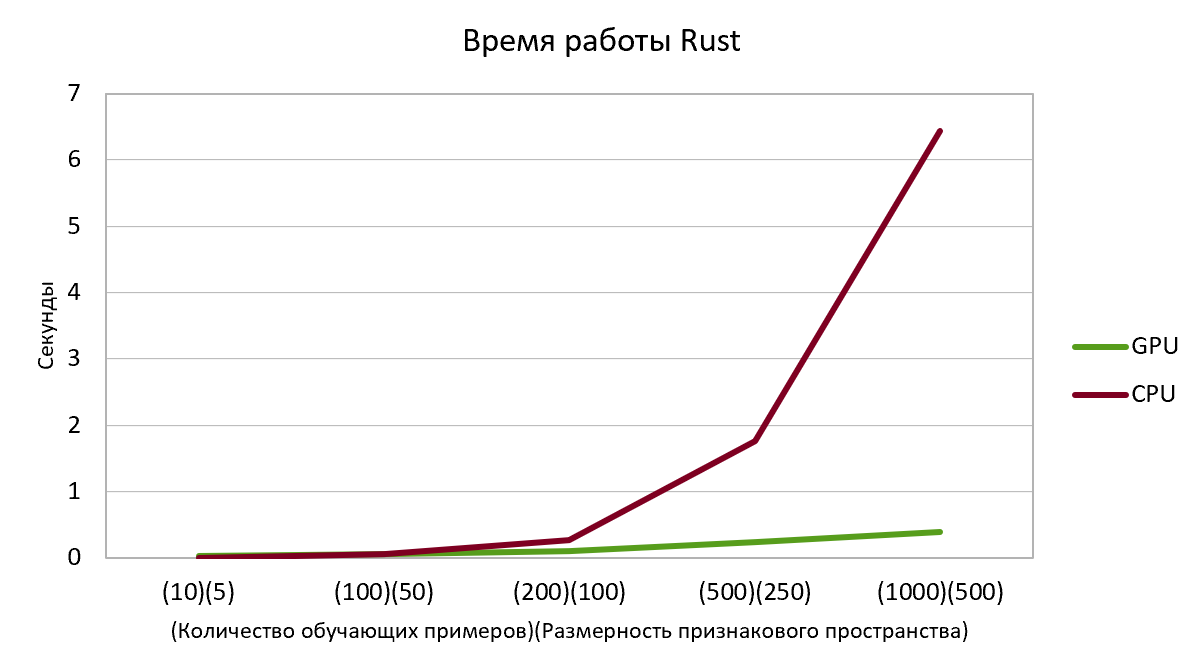 Время работы Rust
7
6
5
4
3
2
1
0
Секунды
GPU
CPU
(10)(5) (100)(50) (200)(100) (500)(250) (1000)(500)
(Количество обучающих примеров)(Размерность признакового пространства)